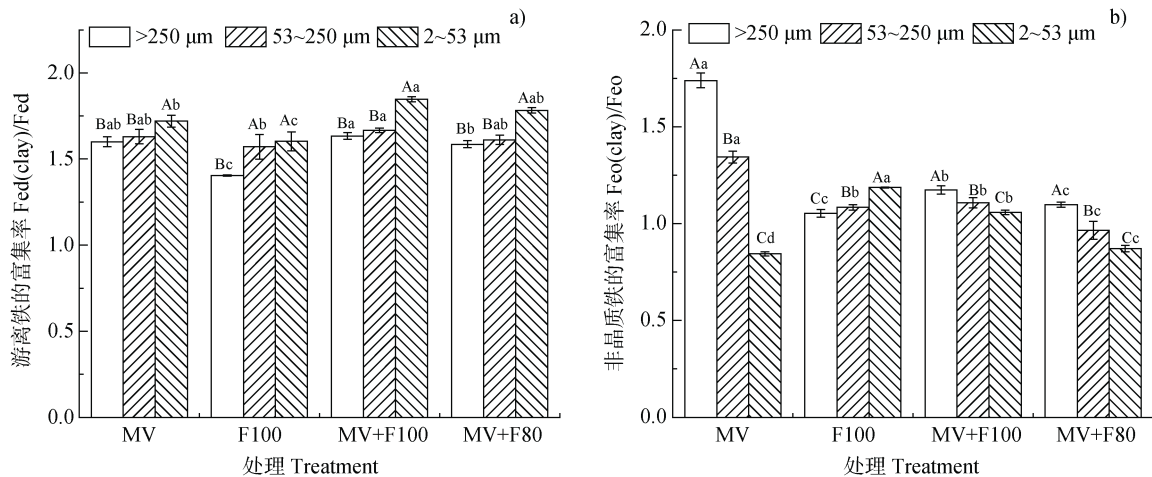 a)
>250 μm 53~250 μm 2~53 μm
游离铁的富集率 Fed(clay)/Fed
2.0
1.5
1.0
0.5
0.0
Bab Bab Ab
Bc Ab Ac
Ba Ba Aa
Bb Bab Aab
MV F100 MV+F100 MV+F80
处理 Treatment
b)
>250 μm 53~250 μm 2~53 μm
非晶质铁的富集率 Feo(clay)/Feo
2.0
1.5
1.0
0.5
0.0
Aa Ba Cd
Cc Bb Aa
Ab Bb Cb
Ac Bc Cc
MV F100 MV+F100 MV+F80
处理 Treatment